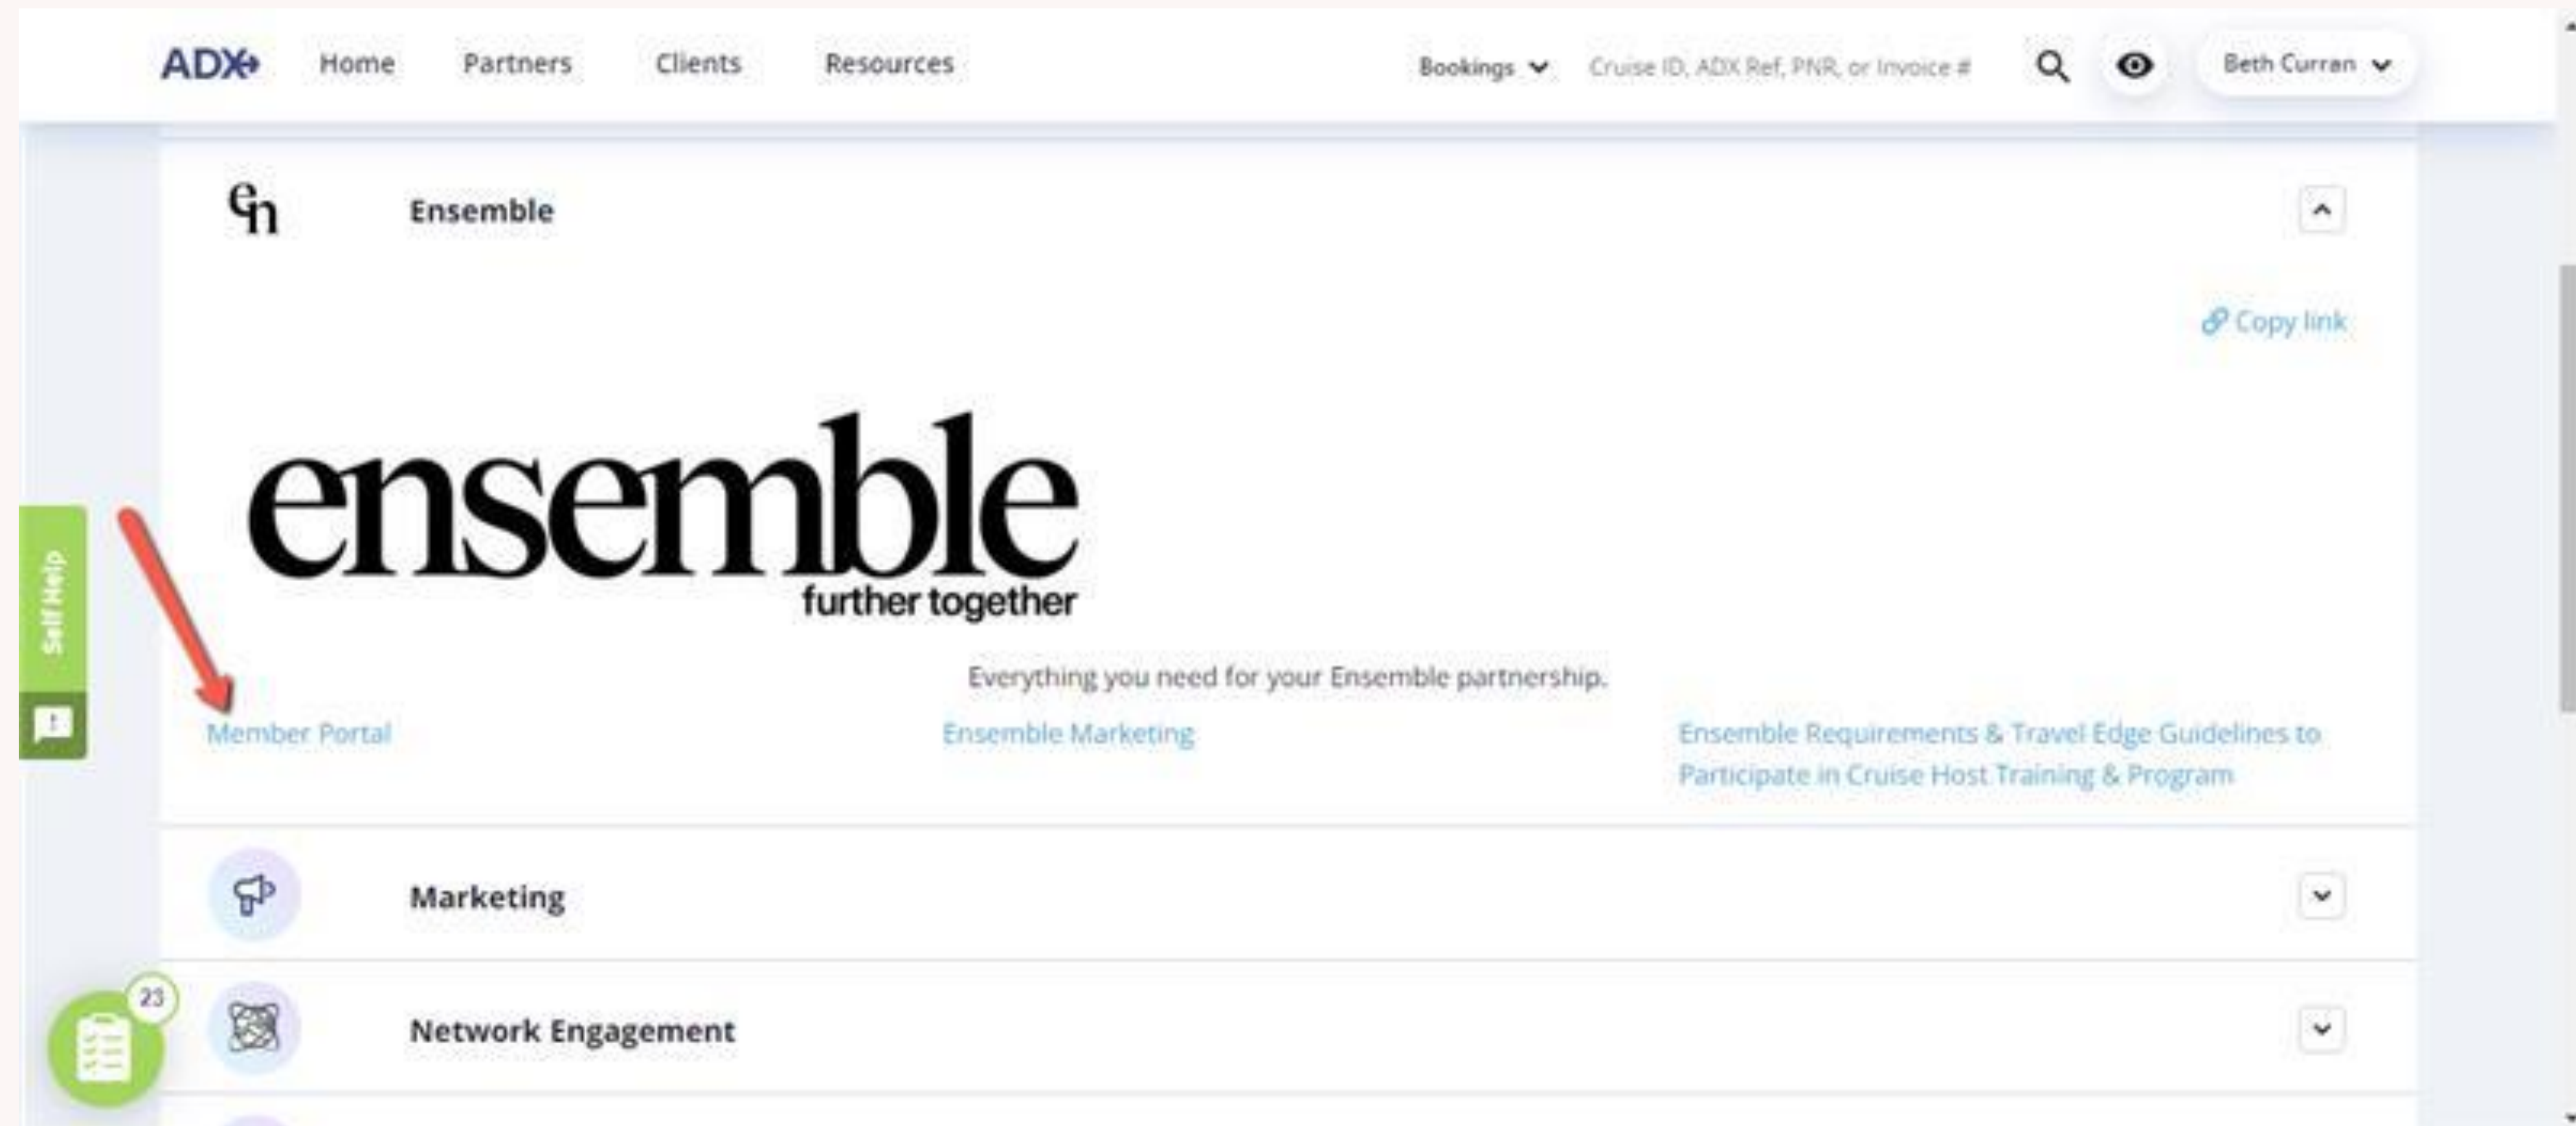 ADX Home Partners Clients Resources Bookings Cruise ID, ADX Ref, PNR, or Invoice # Beth Curran
en Ensemble
Copy link
ensemble
further together
Self Help
Everything you need for your Ensemble partnership.
Member Portal Ensemble Marketing Ensemble Requirements & Travel Edge Guidelines to
Participate in Cruise Host Training & Program
Marketing
23
Network Engagement